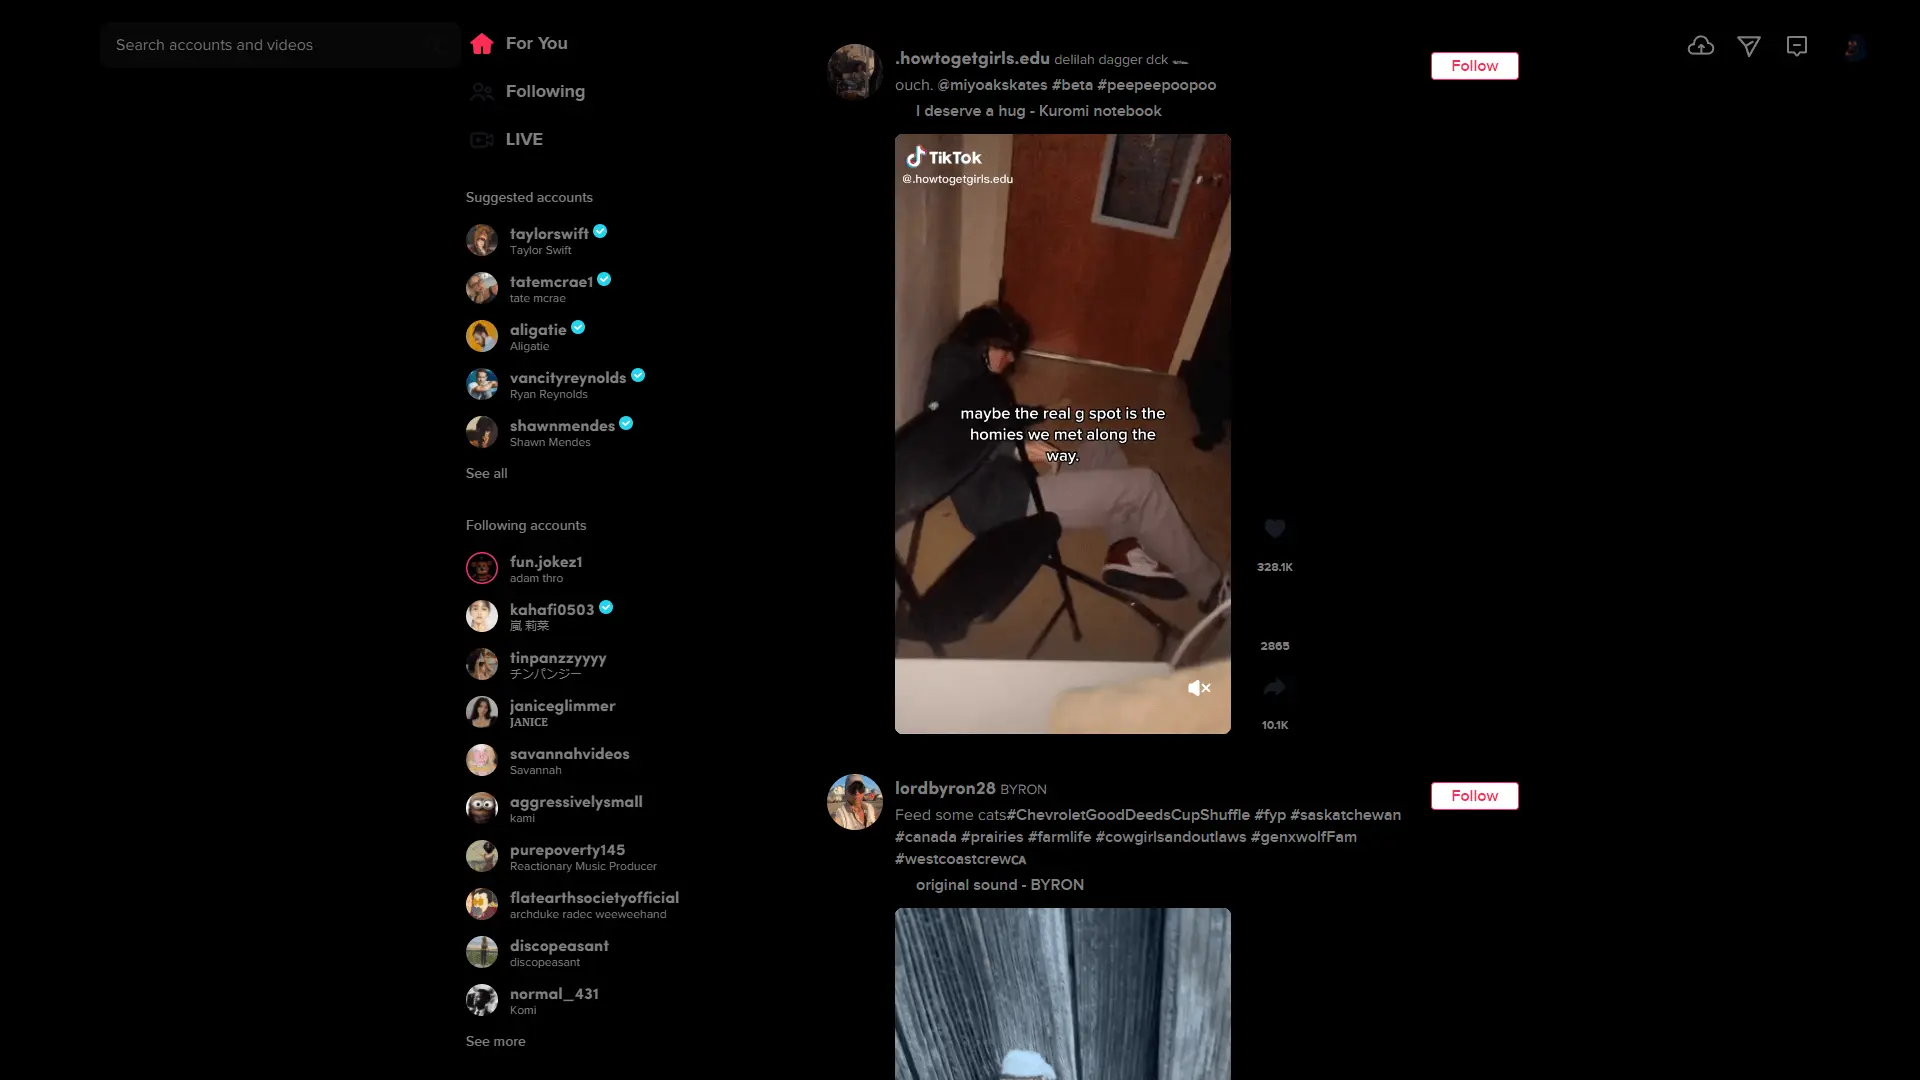 Search accounts and videos
For You
Following
LIVE
Suggested accounts
taylorswift
Taylor Swift
tatemcrae1
tate mcrae
aligatie
Aligatie
vancityreynolds
Ryan Reynolds
shawnmendes
Shawn Mendes
See all
Following accounts
fun.jokez1
adam thro
kahafi0503
嵐 莉菜
tinpanzzyyyy
チンパンジー
janiceglimmer
JANICE
savannahvideos
Savannah
aggressivelysmall
kami
purepoverty145
Reactionary Music Producer
flatearthsocietyofficial
archduke radec weeweehand
discopeasant
discopeasant
normal_431
Komi
See more
.howtogetgirls.edu delilah dagger dck
ouch. @miyoakskates #beta #peepeepoopoo
I deserve a hug - Kuromi notebook
Follow
TikTok
@.howtogetgirls.edu
maybe the real g spot is the
homies we met along the
way.
328.1K
2865
10.1K
lordbyron28 BYRON
Feed some cats#ChevroletGoodDeedsCupShuffle #fyp #saskatchewan
#canada #prairies #farmlife #cowgirlsandoutlaws #genxwolfFam
#westcoastcrewCA
original sound - BYRON
Follow